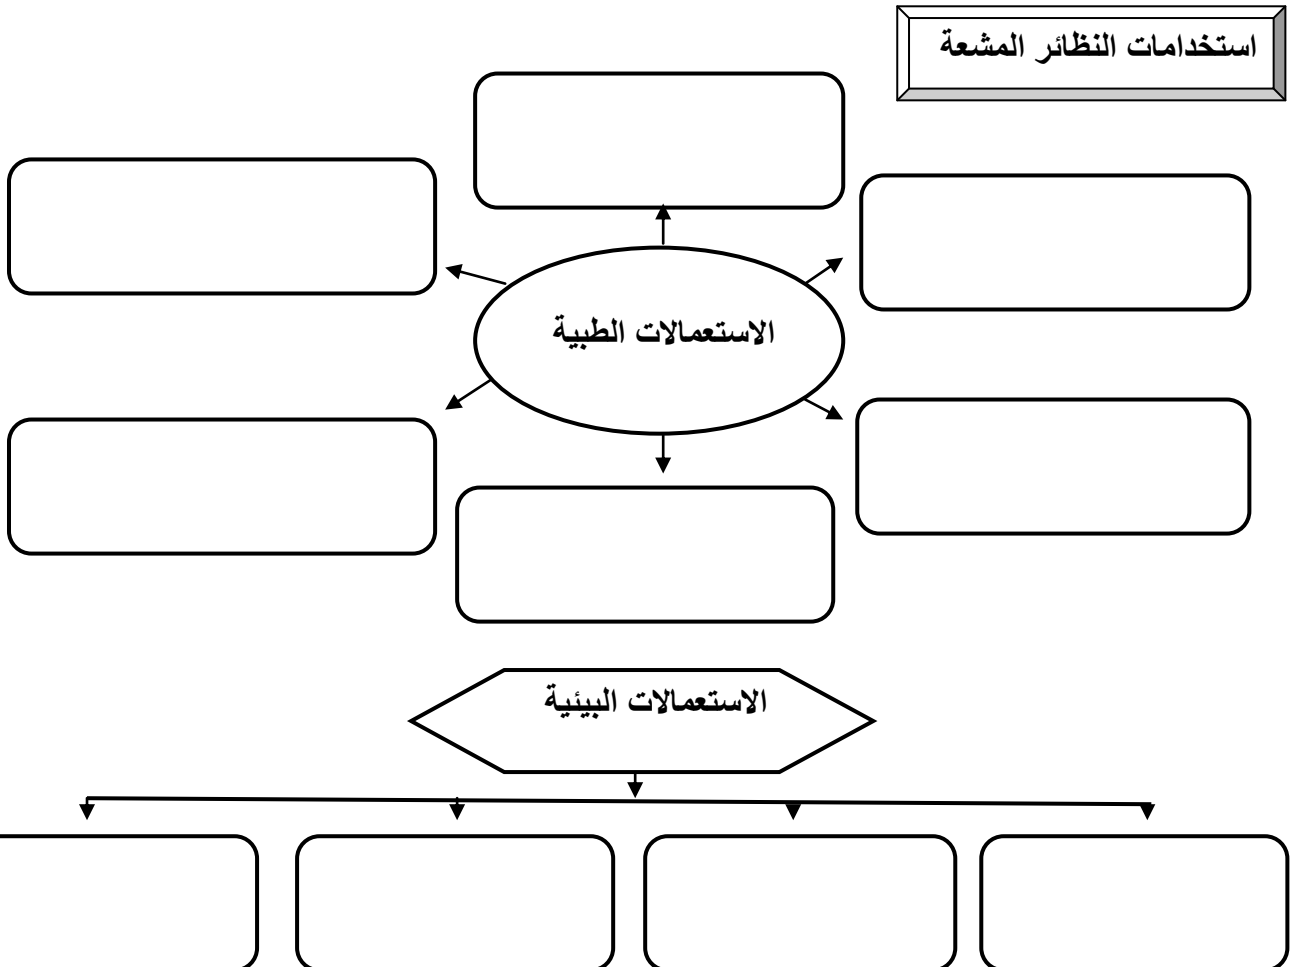 استخدامات النظائر المشعة
الاستعمالات الطبية
الاستعمالات البيئية